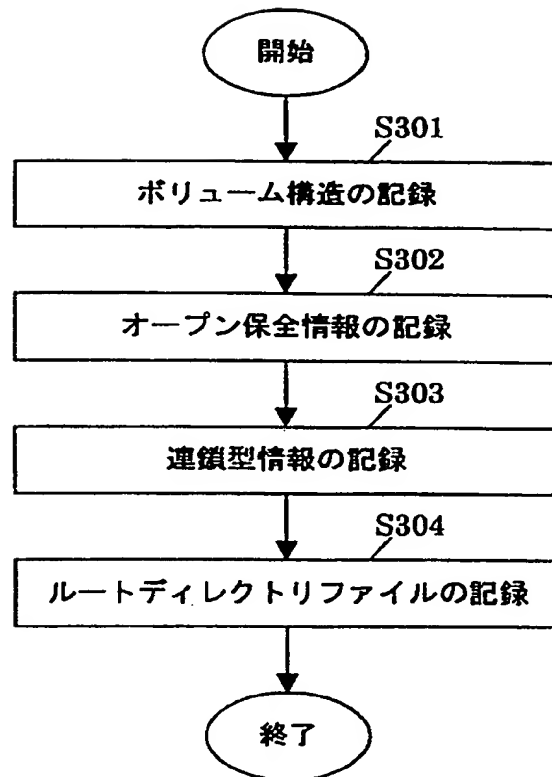 開始
S301
ボリューム構造の記録
S302
オープン保全情報の記録
S303
連鎖型情報の記録
S304
ルートディレクトリファイルの記録
終了